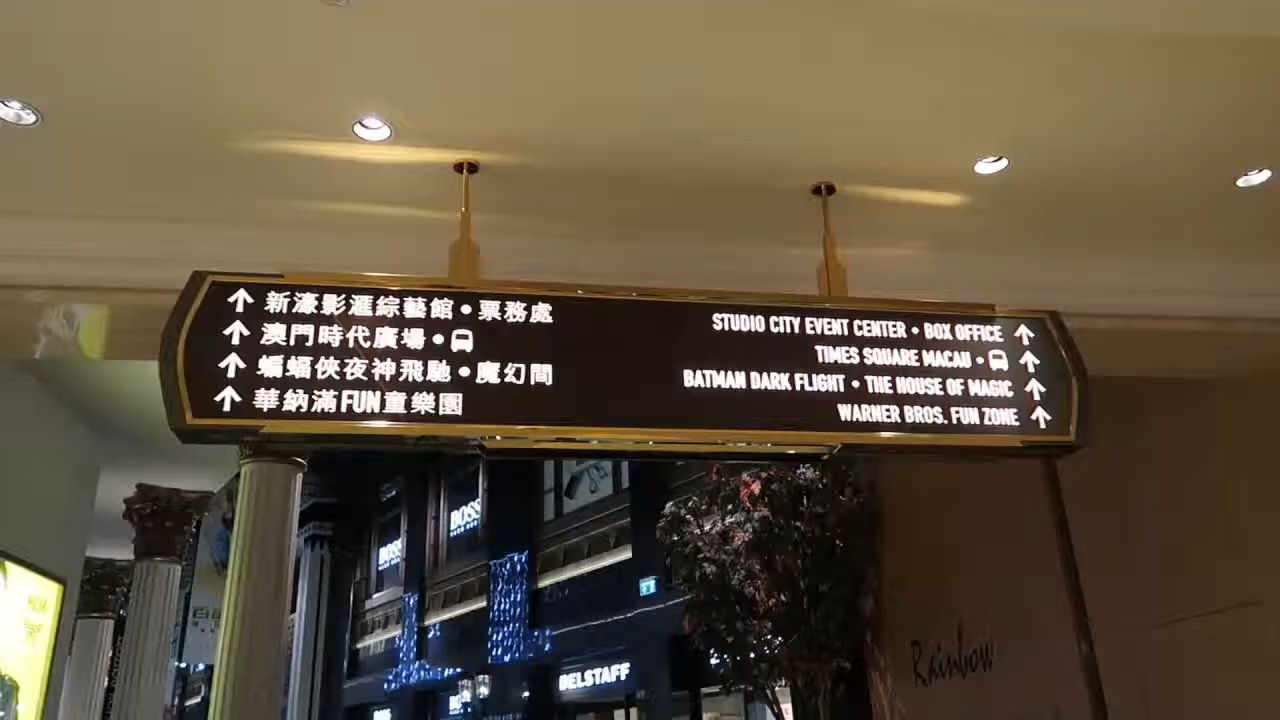 新濠影滙綜藝館•票務處
澳門時代廣場•
蝙蝠俠夜神飛馳•魔幻間
華納滿FUN童樂園
STUDIO CITY EVENT CENTER • BOX OFFICE
TIMES SQUARE MACAU •
BATMAN DARK FLIGHT • THE HOUSE OF MAGIC
WARNER BROS. FUN ZONE
BOSS
BOSS
BELSTAFF
Rainbow